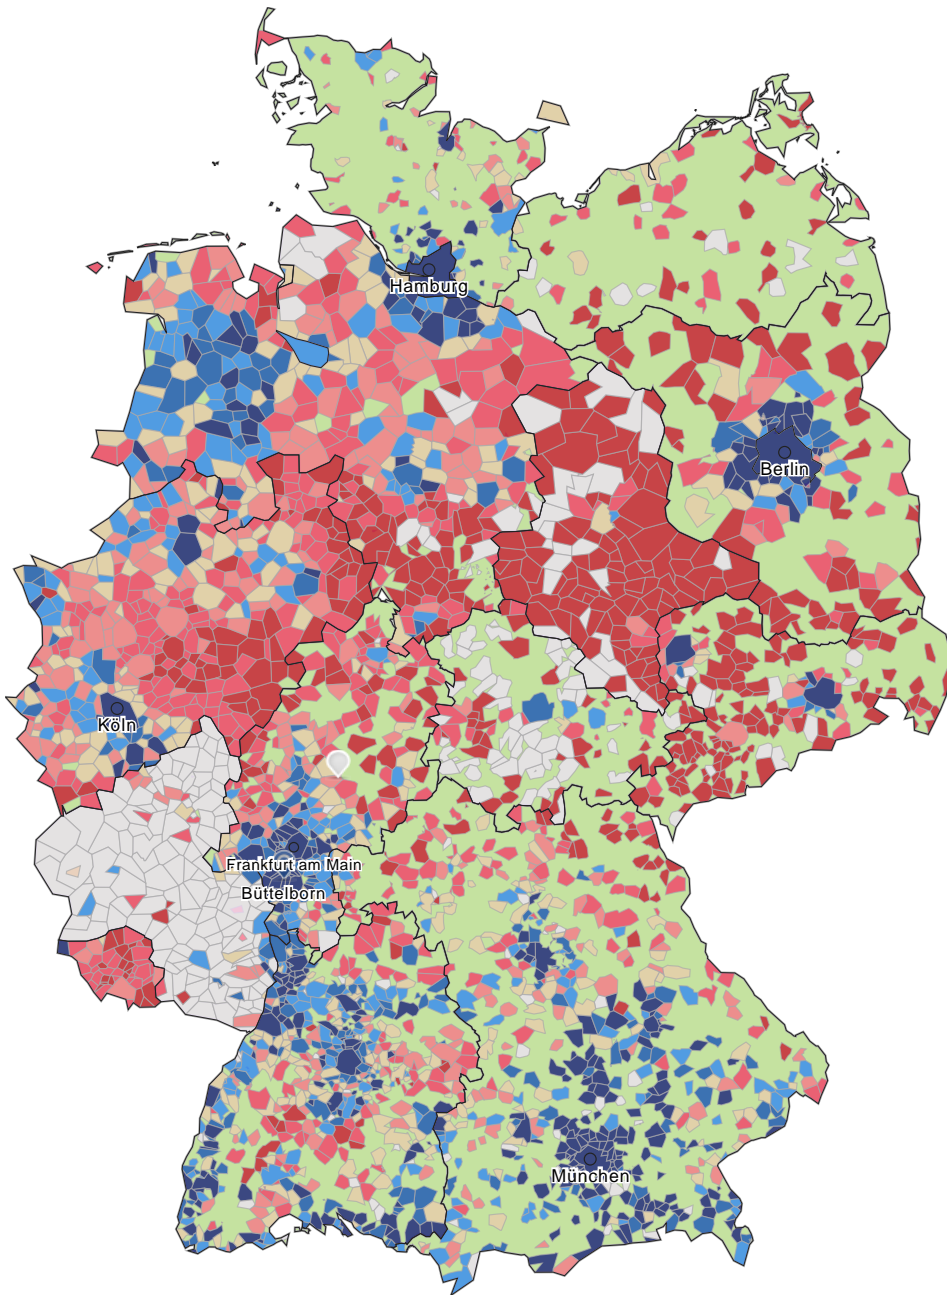 Hamburg
Berlin
Köln
Frankfurt am Main
Büttelborn
München